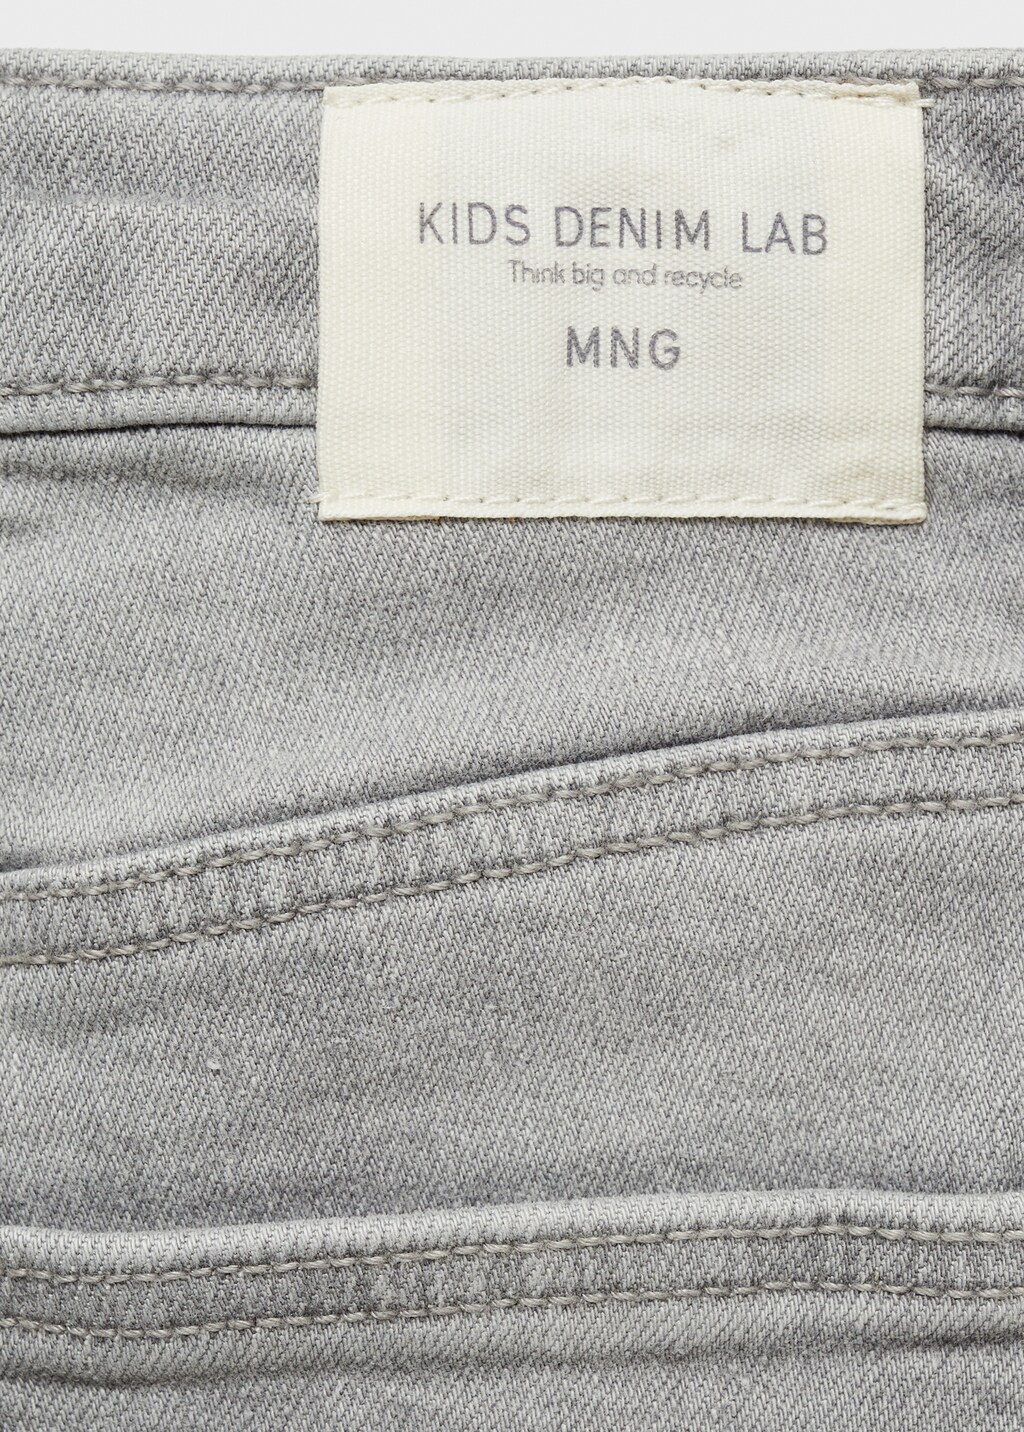 KIDS DENIM LAB
Think big and recycle
MNG